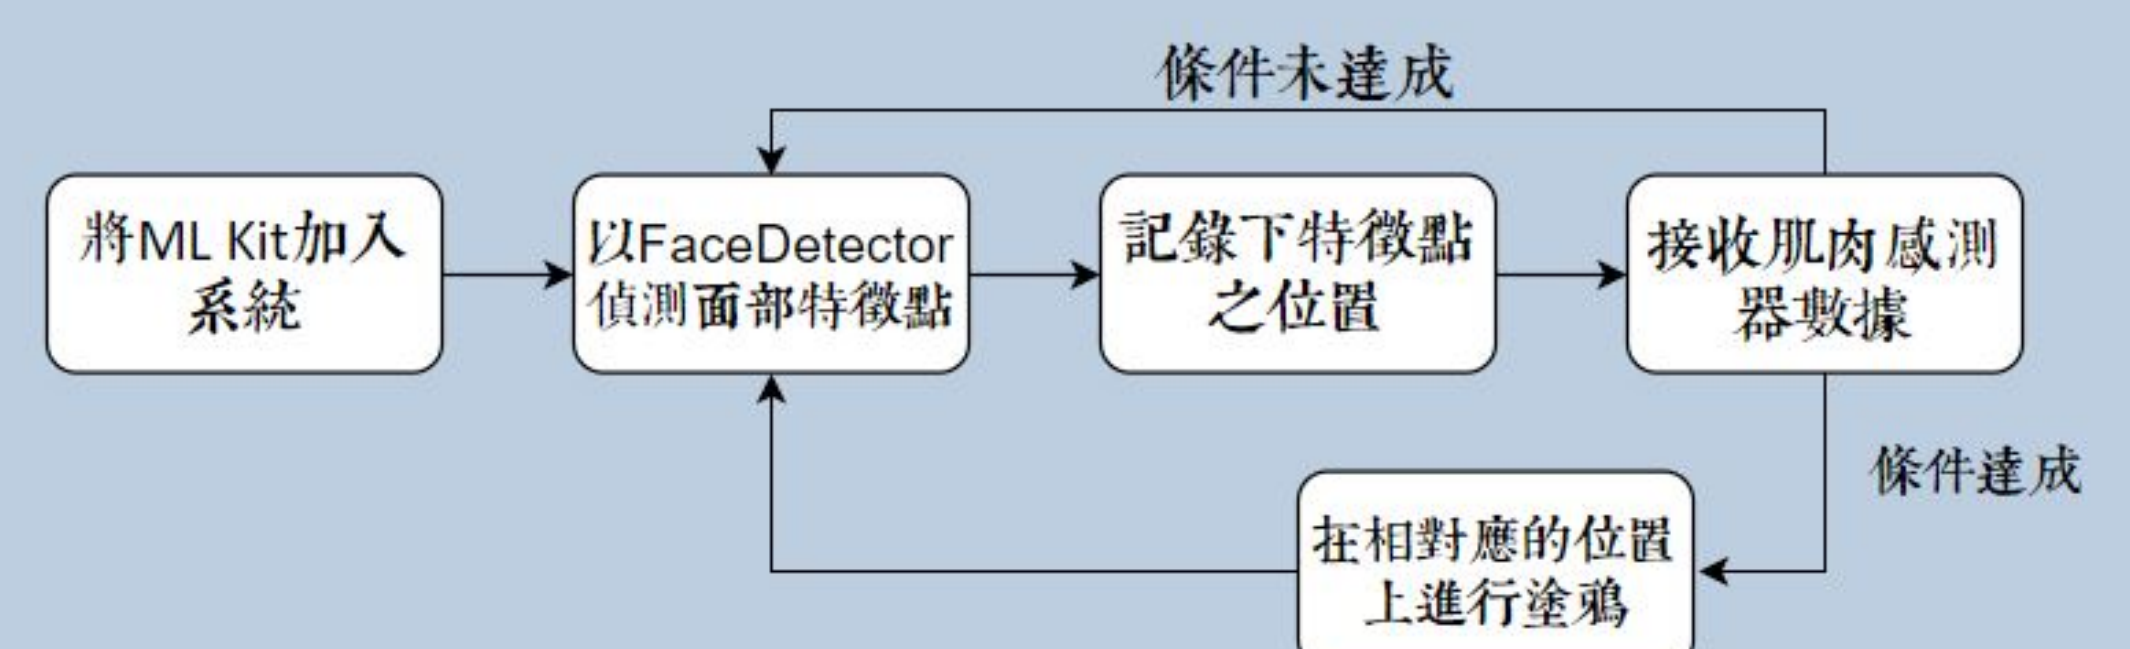 條件未達成
將ML Kit加入
系統
以FaceDetector
偵測面部特徵點
記錄下特徵點
之位置
接收肌肉感測
器數據
條件達成
在相對應的位置
上進行塗鴉